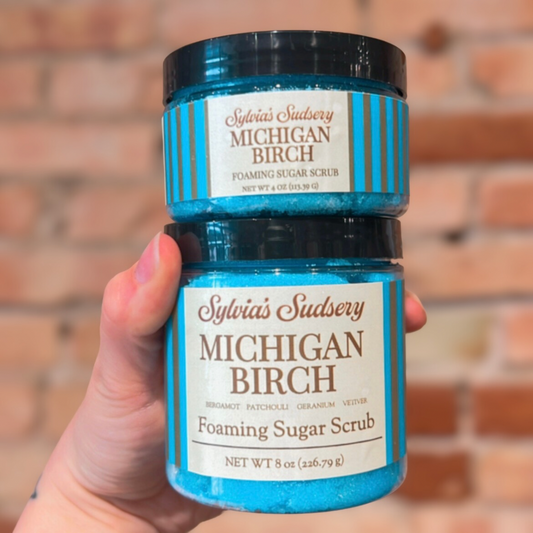 Sylvia's Sudsery
MICHIGAN
BIRCH
FOAMING SUGAR SCRUB
NET WT 4 OZ (113.39 G)
Sylvia's Sudsery
MICHIGAN
BIRCH
BERGAMOT PATCHOULI GERANIUM VETIVER
Foaming Sugar Scrub
NET WT 8 oz (226.79 g)